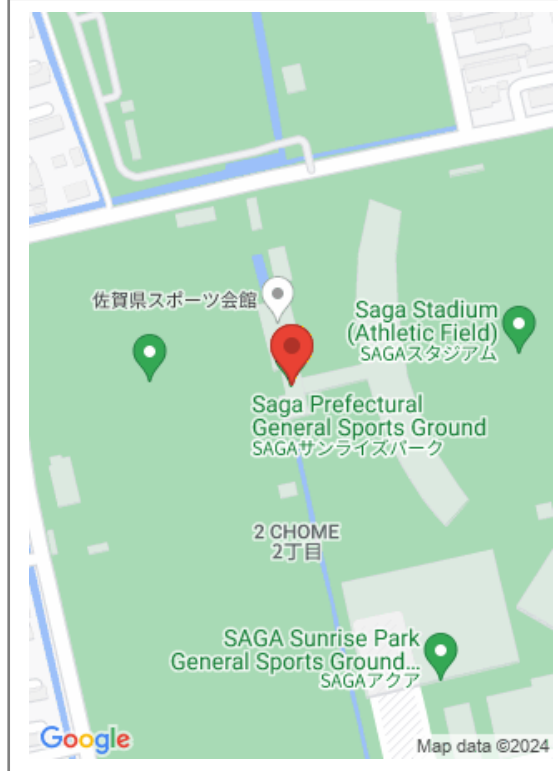 佐賀県スポーツ会館
Saga Stadium
(Athletic Field)
SAGAスタジアム
Saga Prefectural
General Sports Ground
SAGAサンライズパーク
2 CHOME
2丁目
SAGA Sunrise Park
General Sports Ground...
SAGAアクア
Google
Map data ©2024